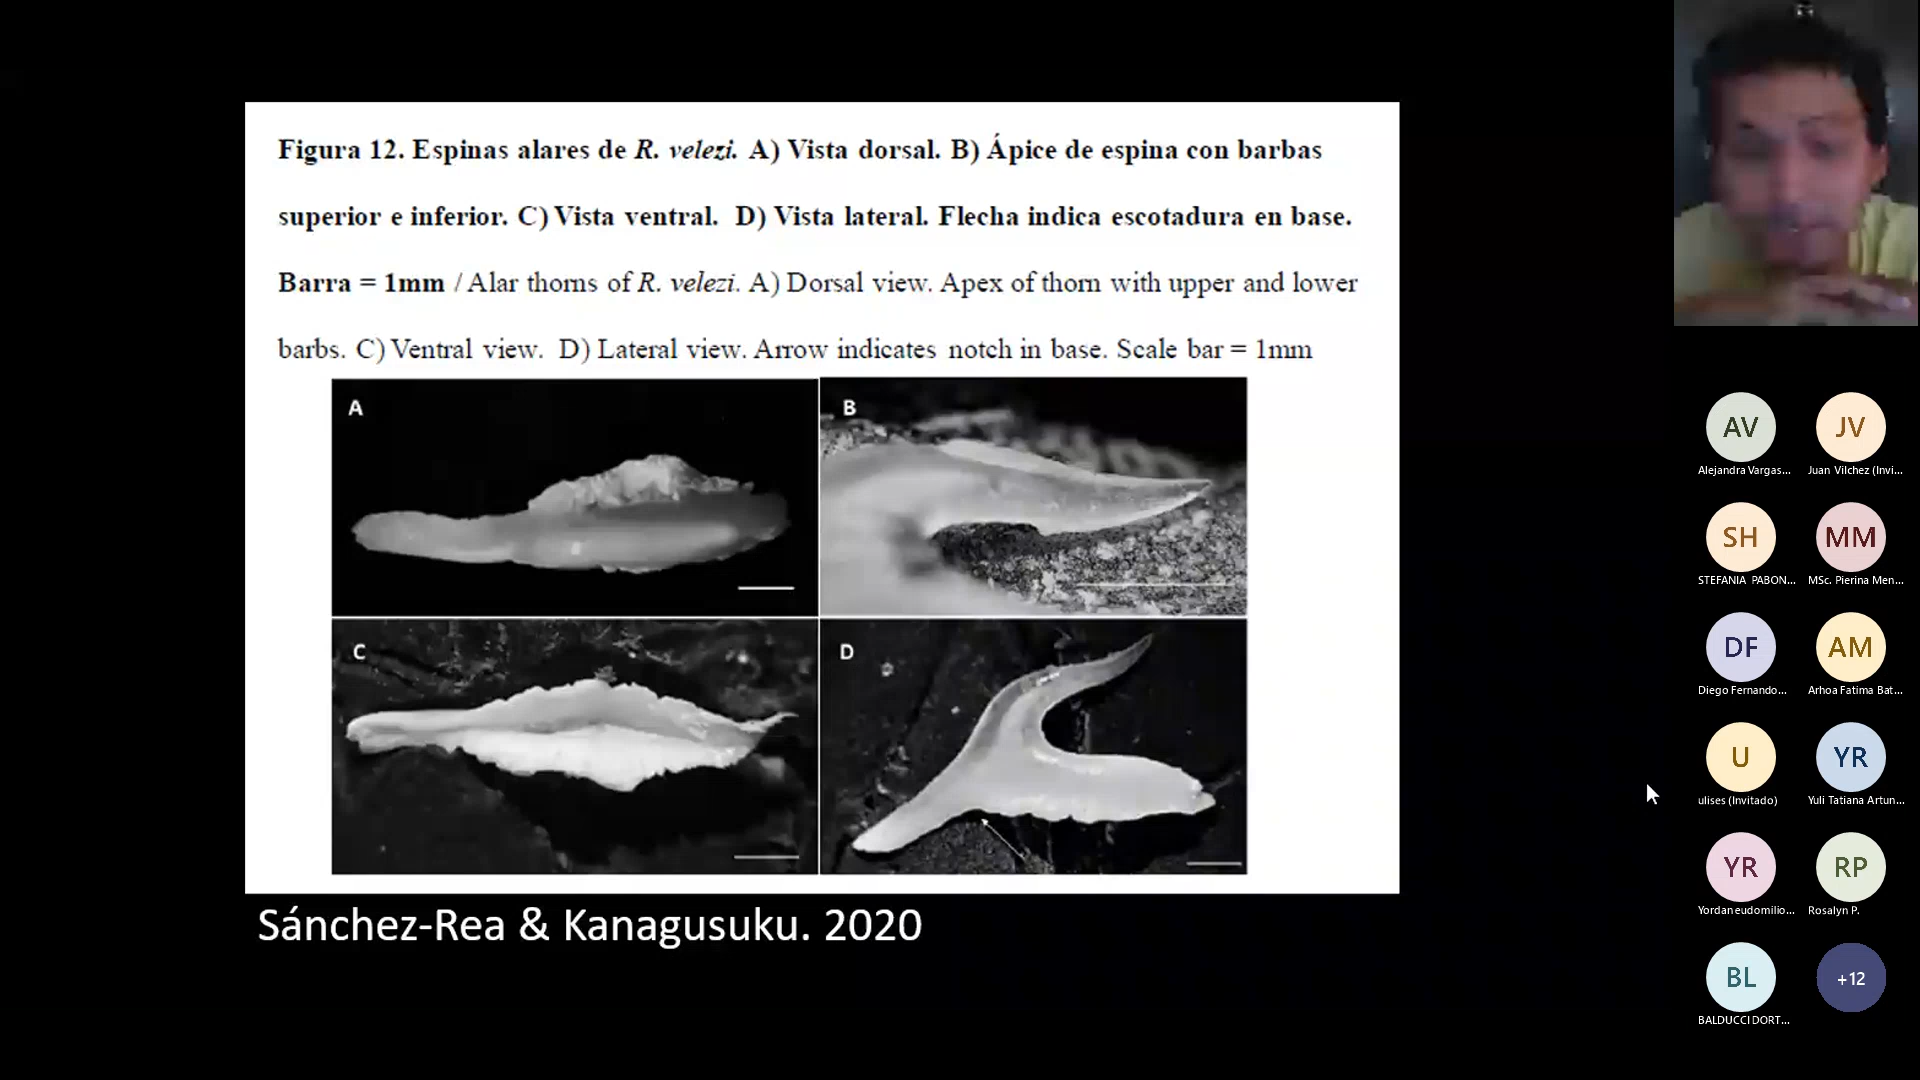 Figura 12. Espinas alares de R. velezi. A) Vista dorsal. B) Ápice de espina con barbas
superior e inferior. C) Vista ventral. D) Vista lateral. Flecha indica escotadura en base.
Barra = 1mm / Alar thorns of R. velezi. A) Dorsal view. Apex of thorn with upper and lower
barbs. C) Ventral view. D) Lateral view. Arrow indicates notch in base. Scale bar = 1mm
A
B
C
D
Sánchez-Rea & Kanagusuku. 2020
AV
Alejandra Vargas...
JV
Juan Vilchez (Invi...
SH
STEFANIA PABON...
MM
MSc. Pierina Men...
DF
Diego Fernando...
AM
Arhoa Fatima Bat...
U
ulises (Invitado)
YR
Yuli Tatiana Artun...
YR
Yordan eudomilio...
RP
Rosalyn P.
BL
BALDUCCI DORT...
+12